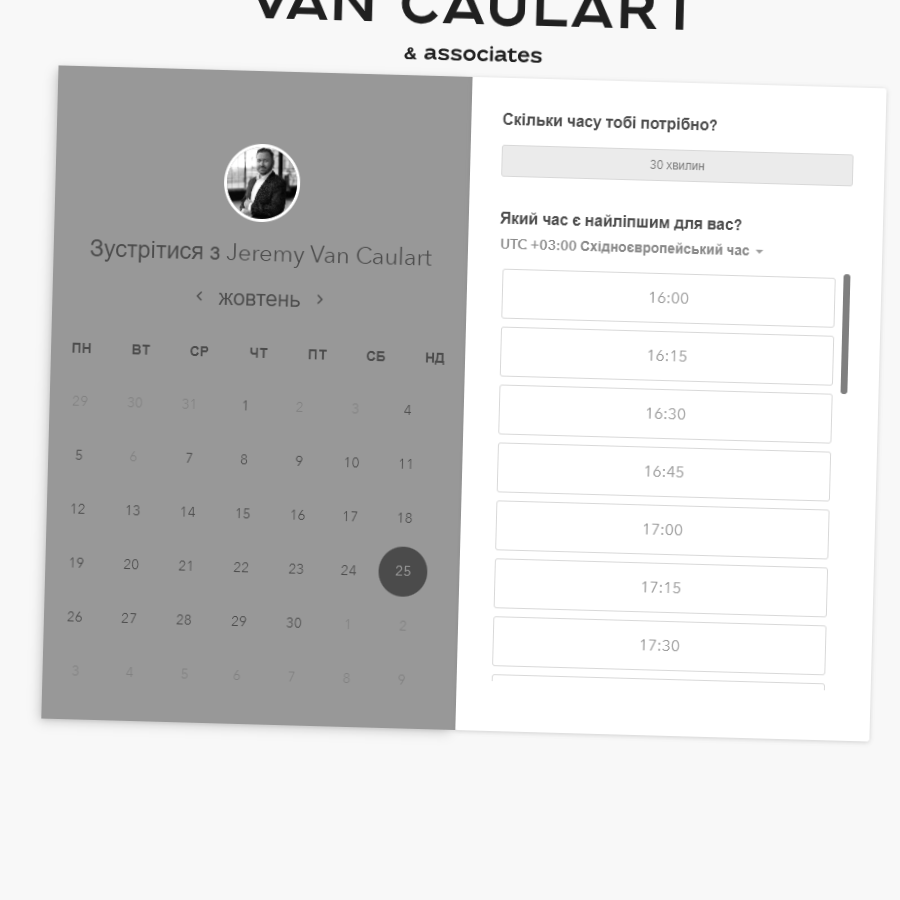 VAN CAULART
& associates
Зустрітися з Jeremy Van Caulart
жовтень
ПН ВТ СР ЧТ ПТ СБ НД
29 30 31 1 2 3 4
5 6 7 8 9 10 11
12 13 14 15 16 17 18
19 20 21 22 23 24 25
26 27 28 29 30 1 2
3 4 5 6 7 8 9
Скільки часу тобі потрібно?
30 хвилин
Який час є найліпшим для вас?
UTC +03:00 Східноєвропейський час
16:00
16:15
16:30
16:45
17:00
17:15
17:30